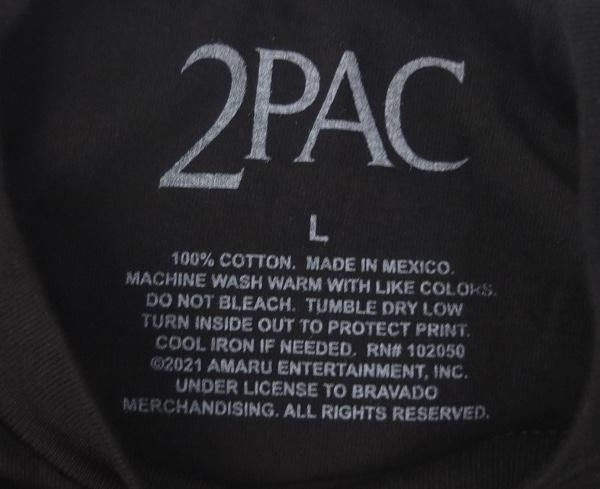 2PAC
L
100% COTTON. MADE IN MEXICO.
MACHINE WASH WARM WITH LIKE COLORS.
DO NOT BLEACH. TUMBLE DRY LOW
TURN INSIDE OUT TO PROTECT PRINT.
COOL IRON IF NEEDED. RN# 102050
©2021 AMARU ENTERTAINMENT, INC.
UNDER LICENSE TO BRAVADO
MERCHANDISING. ALL RIGHTS RESERVED.